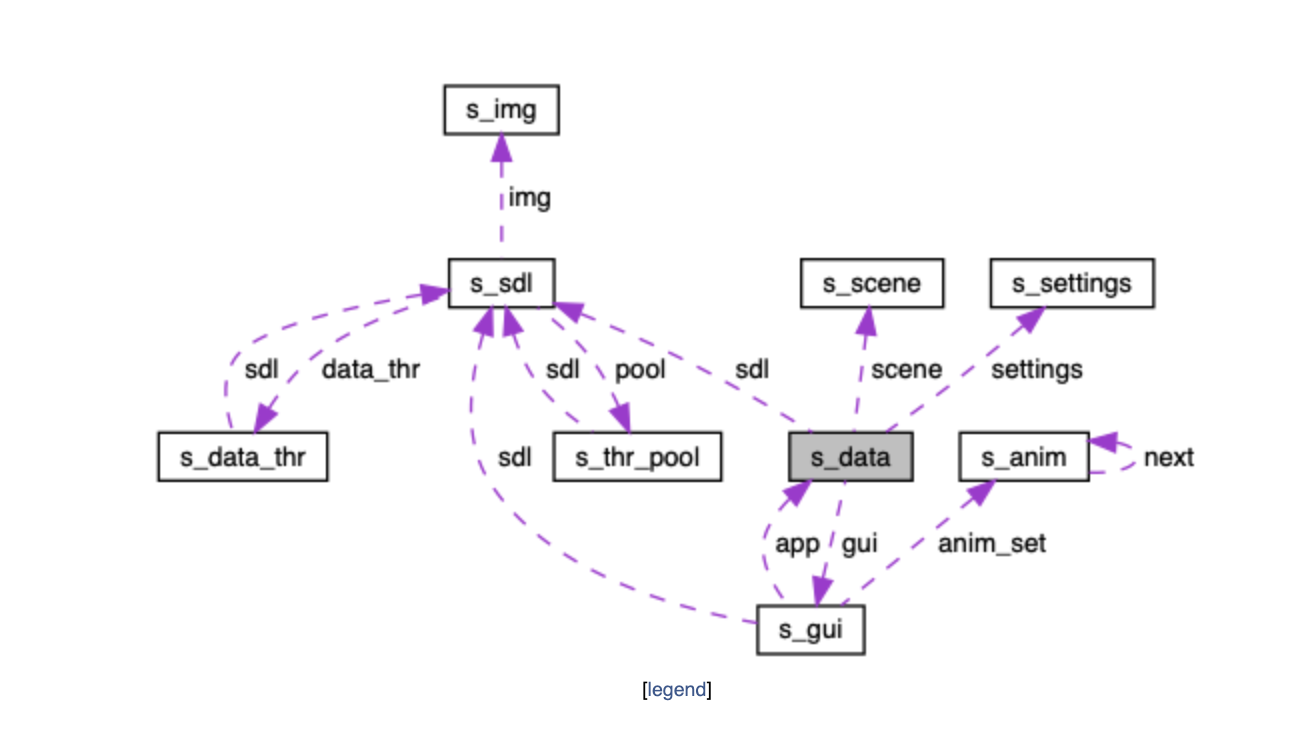 s_img
img
s_sdl
s_scene
s_settings
sdl
data_thr
sdl
pool
sdl
scene
settings
s_data_thr
sdl
s_thr_pool
s_data
s_anim
next
app
gui
anim_set
s_gui
[legend]